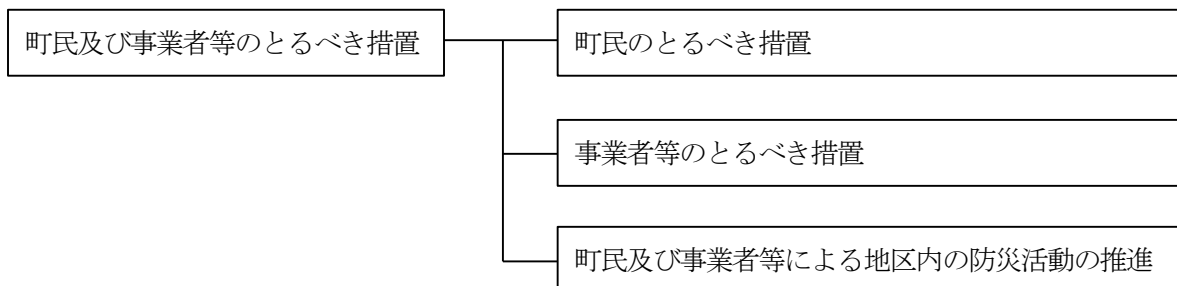 町民及び事業者等のとるべき措置
町民のとるべき措置
事業者等のとるべき措置
町民及び事業者等による地区内の防災活動の推進